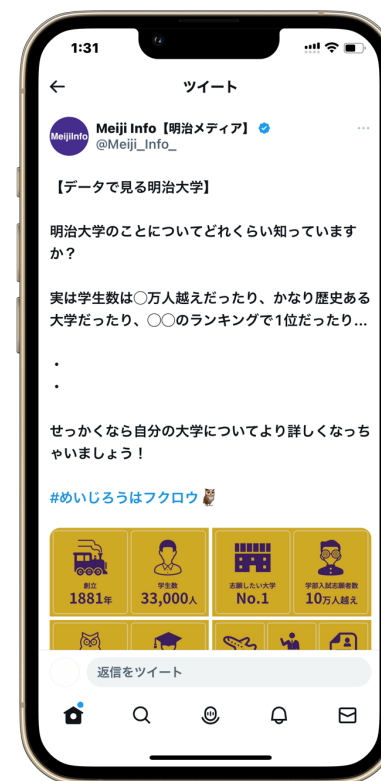 1:31
ツイート
MeijiInfo
Meiji Info【明治メディア】
@Meiji_Info_
【データで見る明治大学】
明治大学のことについてどれくらい知っています
か？
実は学生数は◯万人越えだったり、かなり歴史ある
大学だったり、◯◯のランキングで1位だったり...
・
・
せっかくなら自分の大学についてより詳しくなっち
ゃいましょう！
#めいじろうはフクロウ
創立
1881年
学生数
33,000人
志願したい大学
No.1
学部入試志願者数
10万人越え
返信をツイート